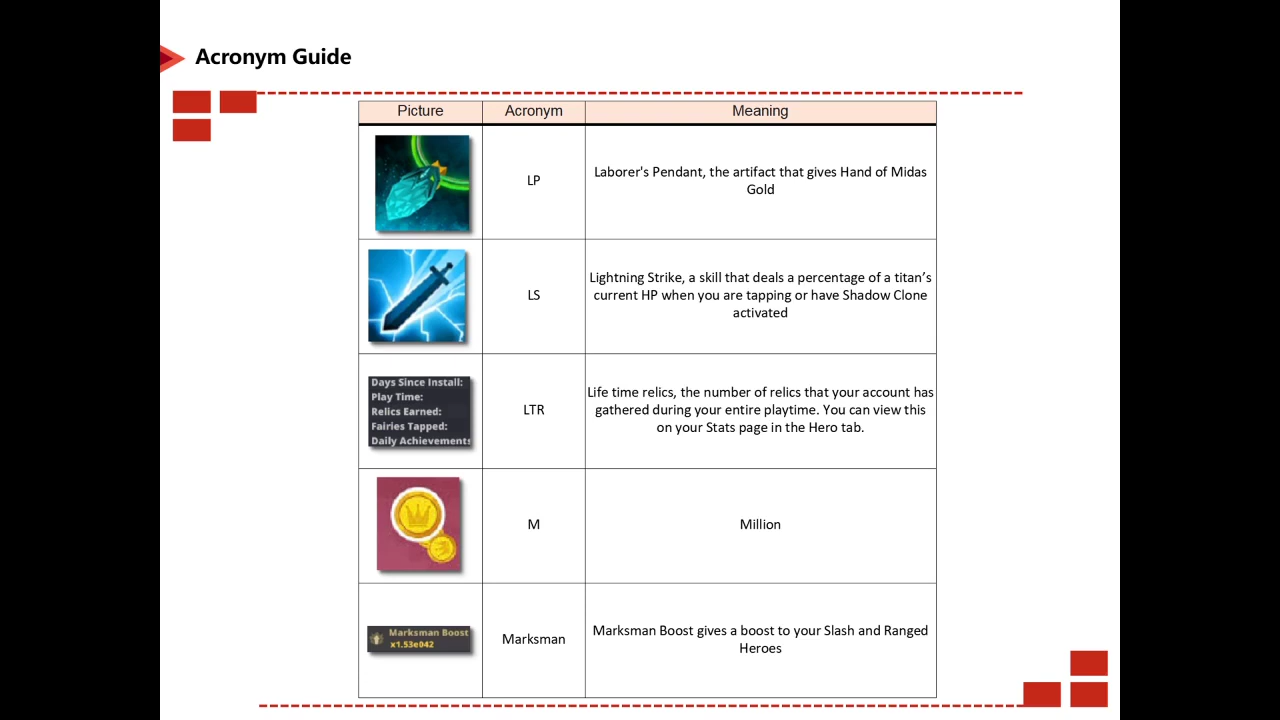 Acronym Guide
Picture Acronym Meaning
LP
Laborer's Pendant, the artifact that gives Hand of Midas
Gold
LS
Lightning Strike, a skill that deals a percentage of a titan’s
current HP when you are tapping or have Shadow Clone
activated
Days Since Install:
Play Time:
Relics Earned:
Fairies Tapped:
Daily Achievements
LTR
Life time relics, the number of relics that your account has
gathered during your entire playtime. You can view this
on your Stats page in the Hero tab.
M
Million
Marksman Boost
x1.53e042
Marksman
Marksman Boost gives a boost to your Slash and Ranged
Heroes